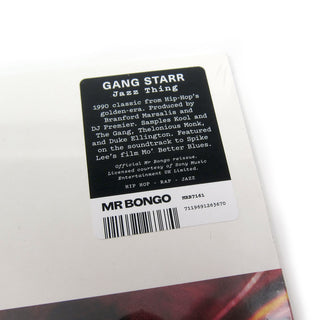 GANG STARR
Jazz Thing
1990 classic from Hip-Hop's
golden-era. Produced by
Branford Marsalis and
DJ Premier. Samples Kool and
The Gang, Thelonious Monk,
and Duke Ellington. Featured
on the soundtrack to Spike
Lee's film Mo' Better Blues.
Official Mr Bongo reissue.
Licensed courtesy of Sony Music
Entertainment UK Limited.
HIP HOP - RAP - JAZZ
MR BONGO
MRB7161
7119691263670